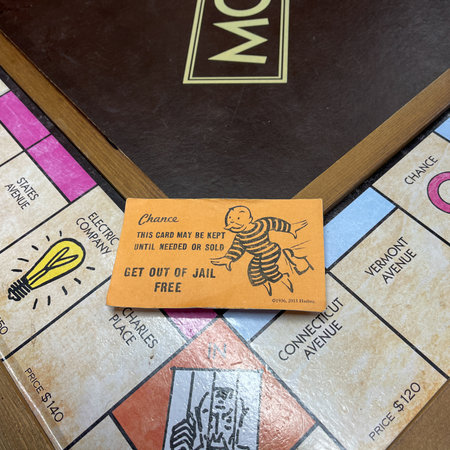 MO
Chance
THIS CARD MAY BE KEPT
UNTIL NEEDED OR SOLD
GET OUT OF JAIL
FREE
©1936, 2013 Hasbro.
STATES
AVENUE
ELECTRIC
COMPANY
CHARLES
PLACE
PRICE $140
CHANCE
VERMONT
AVENUE
CONNECTICUT
AVENUE
PRICE $120
IN